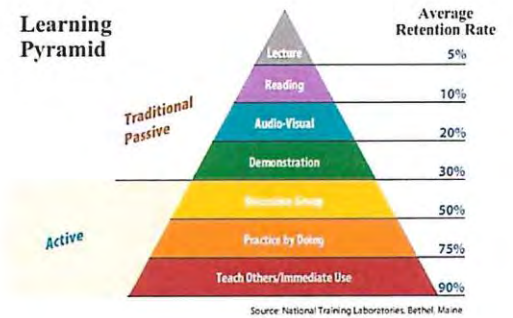 Learning
Pyramid
Average
Retention Rate
Lecture
5%
Reading
10%
Traditional
Passive
Audio-Visual
20%
Demonstration
30%
Discussion Group
50%
Active
Practice by Doing
75%
Teach Others/Immediate Use
90%
Source: National Training Laboratories, Bethel, Maine